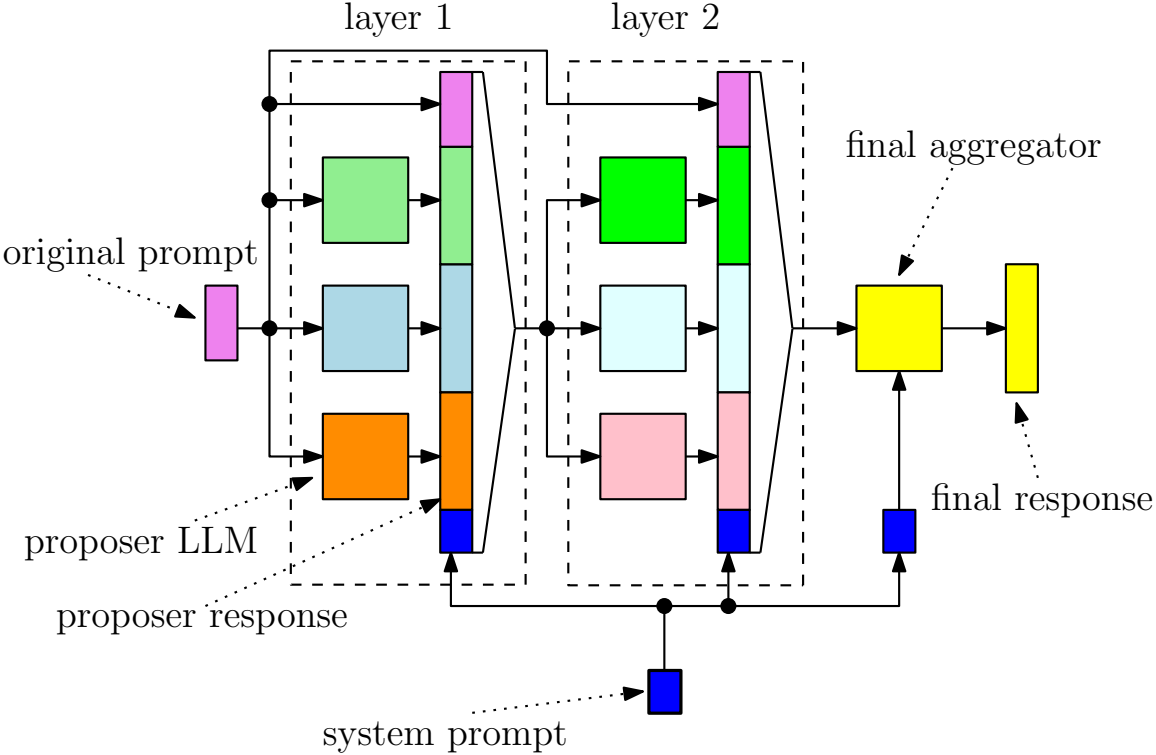 layer 1
layer 2
final aggregator
original prompt
final response
proposer LLM
proposer response
system prompt